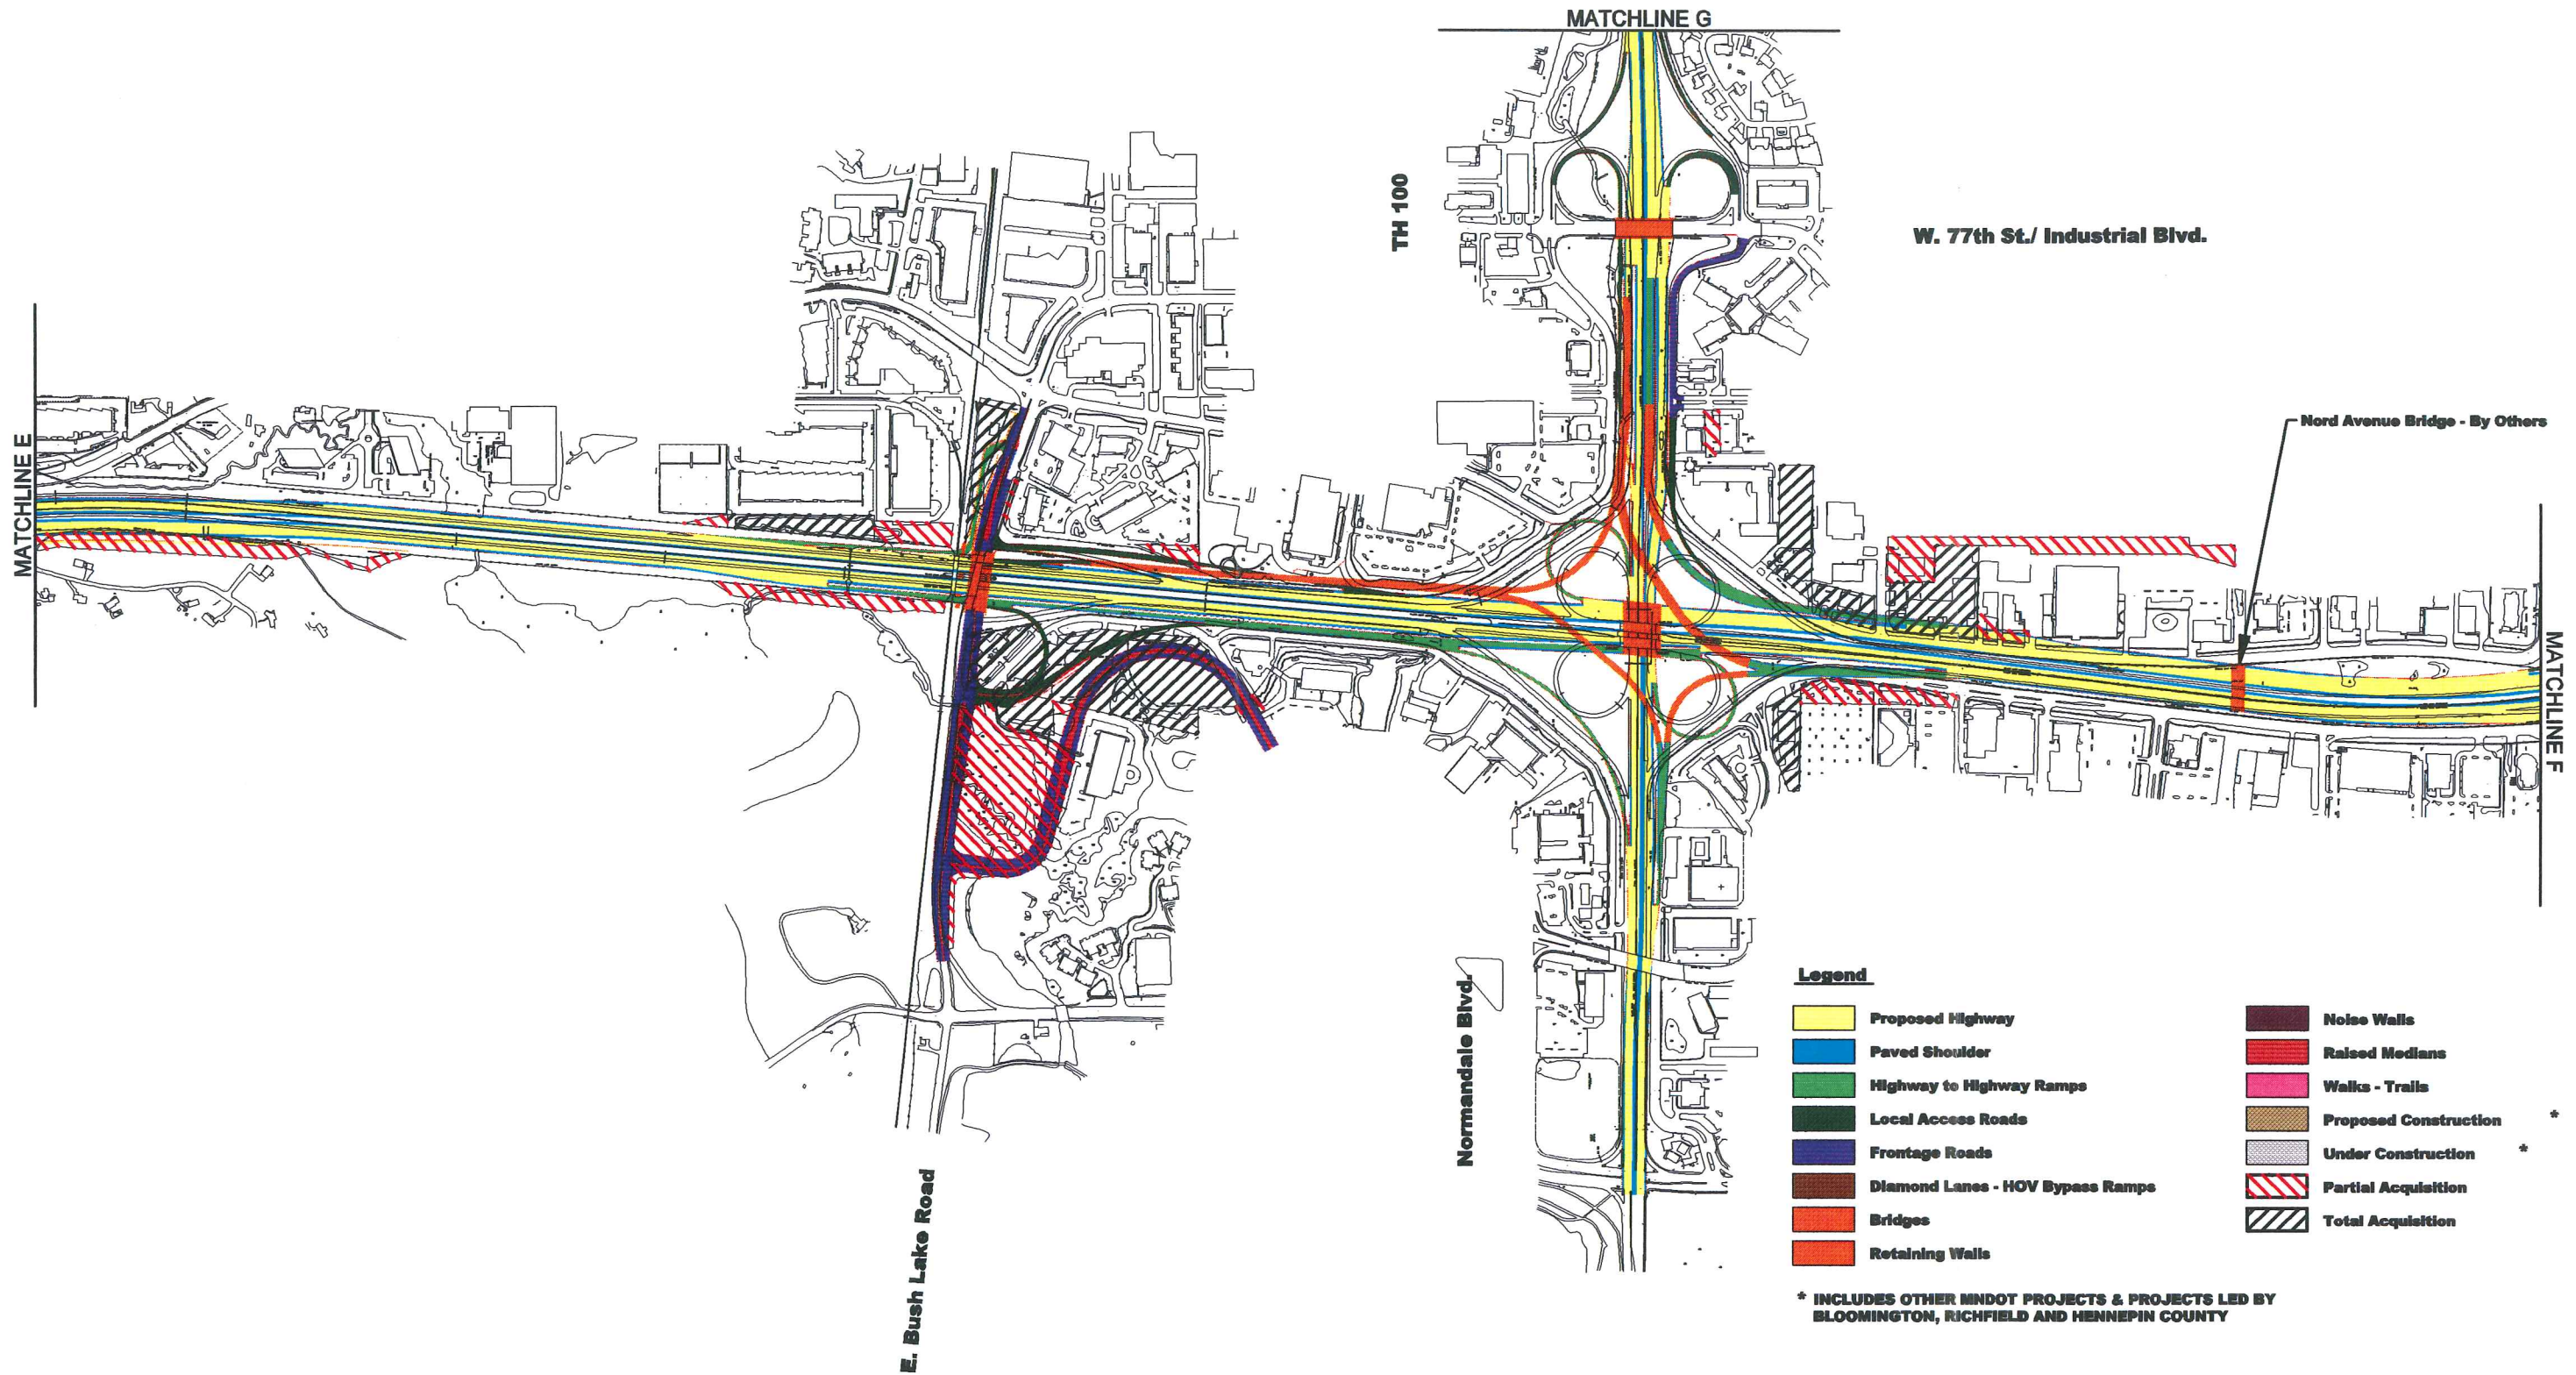 MATCHLINE G
TH 100
W. 77th St./ Industrial Blvd.
MATCHLINE E
Nord Avenue Bridge - By Others
MATCHLINE F
Normandale Blvd.
E. Bush Lake Road
Legend
Proposed Highway
Paved Shoulder
Highway to Highway Ramps
Local Access Roads
Frontage Roads
Diamond Lanes - HOV Bypass Ramps
Bridges
Retaining Walls
Noise Walls
Raised Medians
Walks - Trails
Proposed Construction *
Under Construction *
Partial Acquisition
Total Acquisition
* INCLUDES OTHER MNDOT PROJECTS & PROJECTS LED BY
BLOOMINGTON, RICHFIELD AND HENNEPIN COUNTY